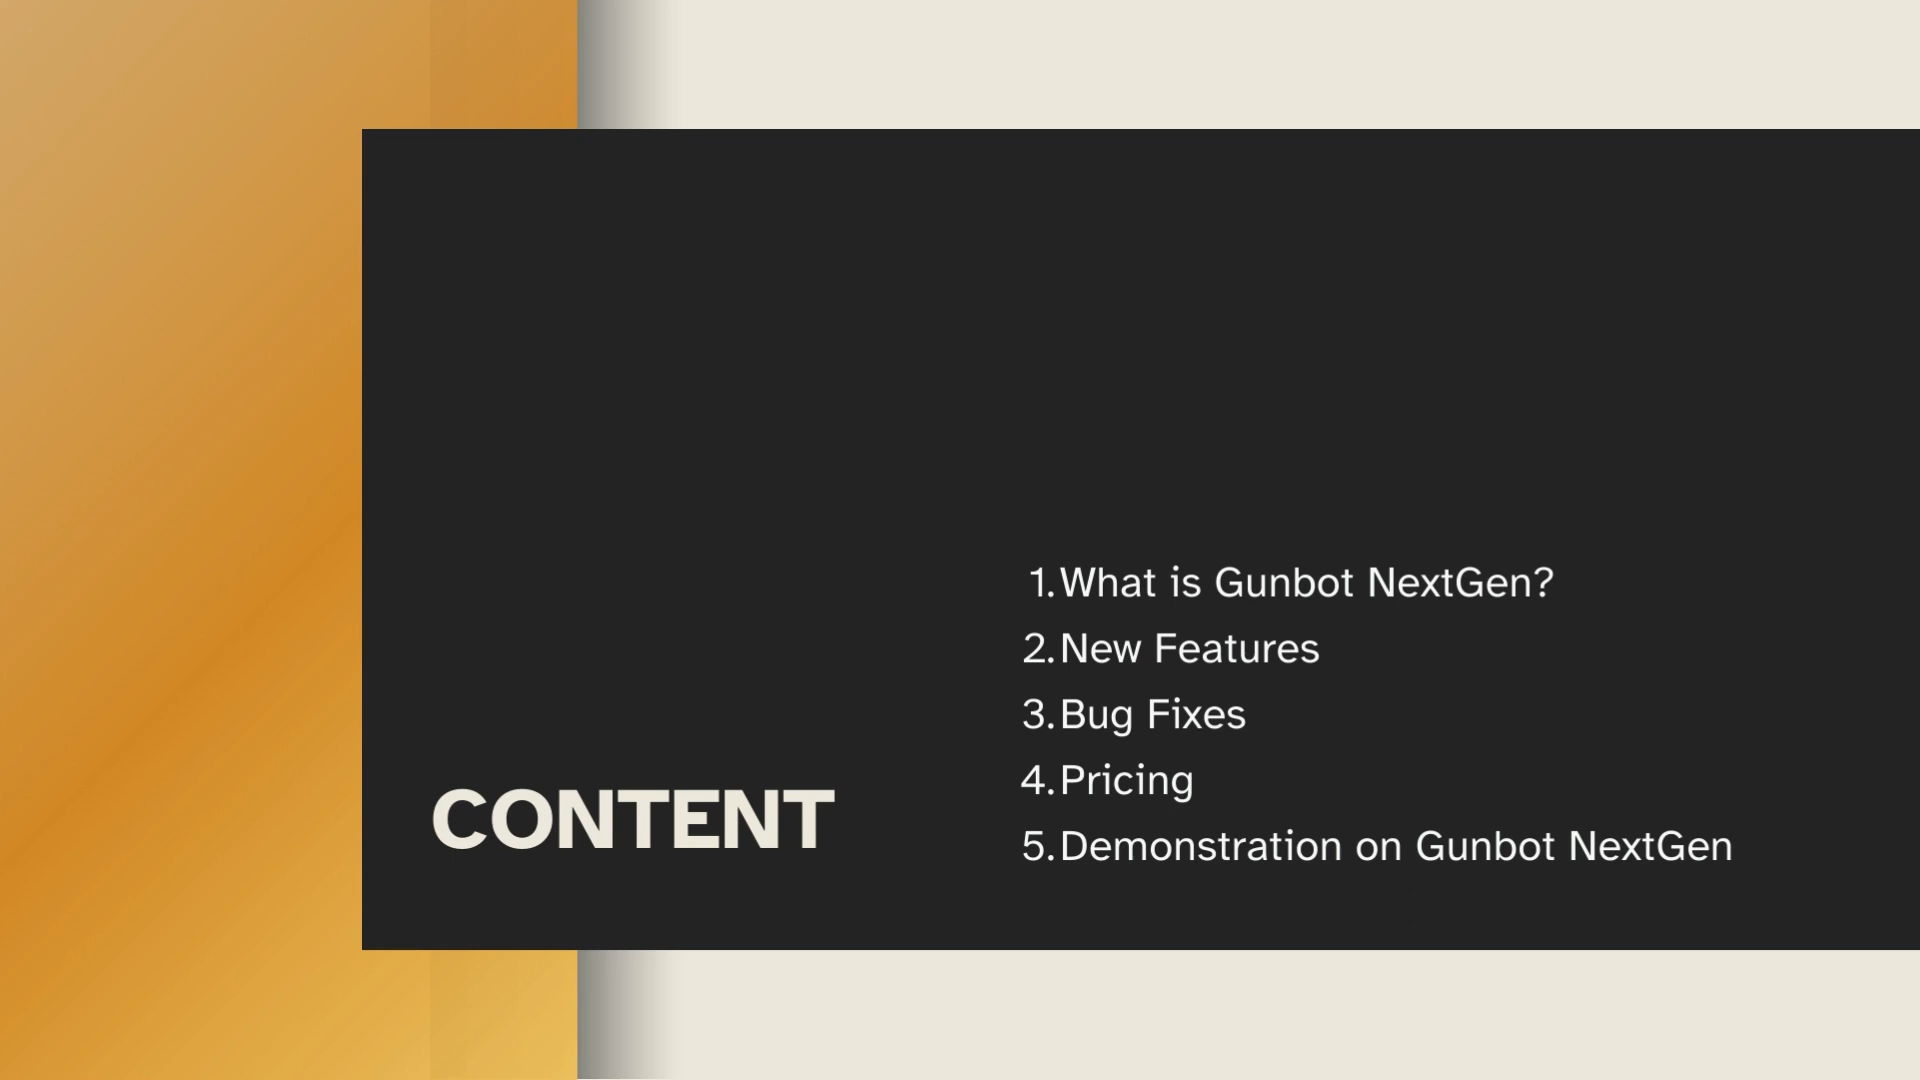 CONTENT
1.What is Gunbot NextGen?
2.New Features
3.Bug Fixes
4.Pricing
5.Demonstration on Gunbot NextGen